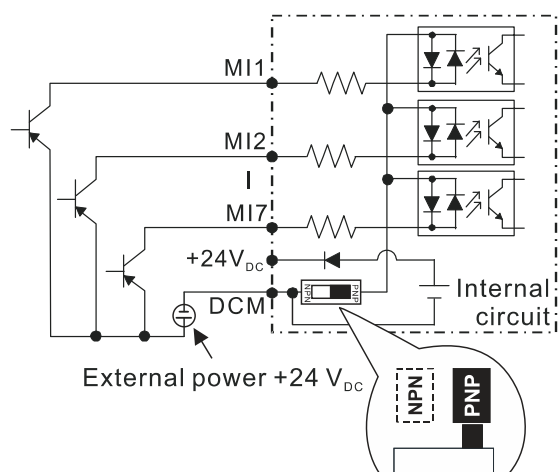 MI1
MI2
I
MI7
+24VDC
DCM
NPN
PNP
Internal
circuit
External power +24 VDC
NPN
PNP